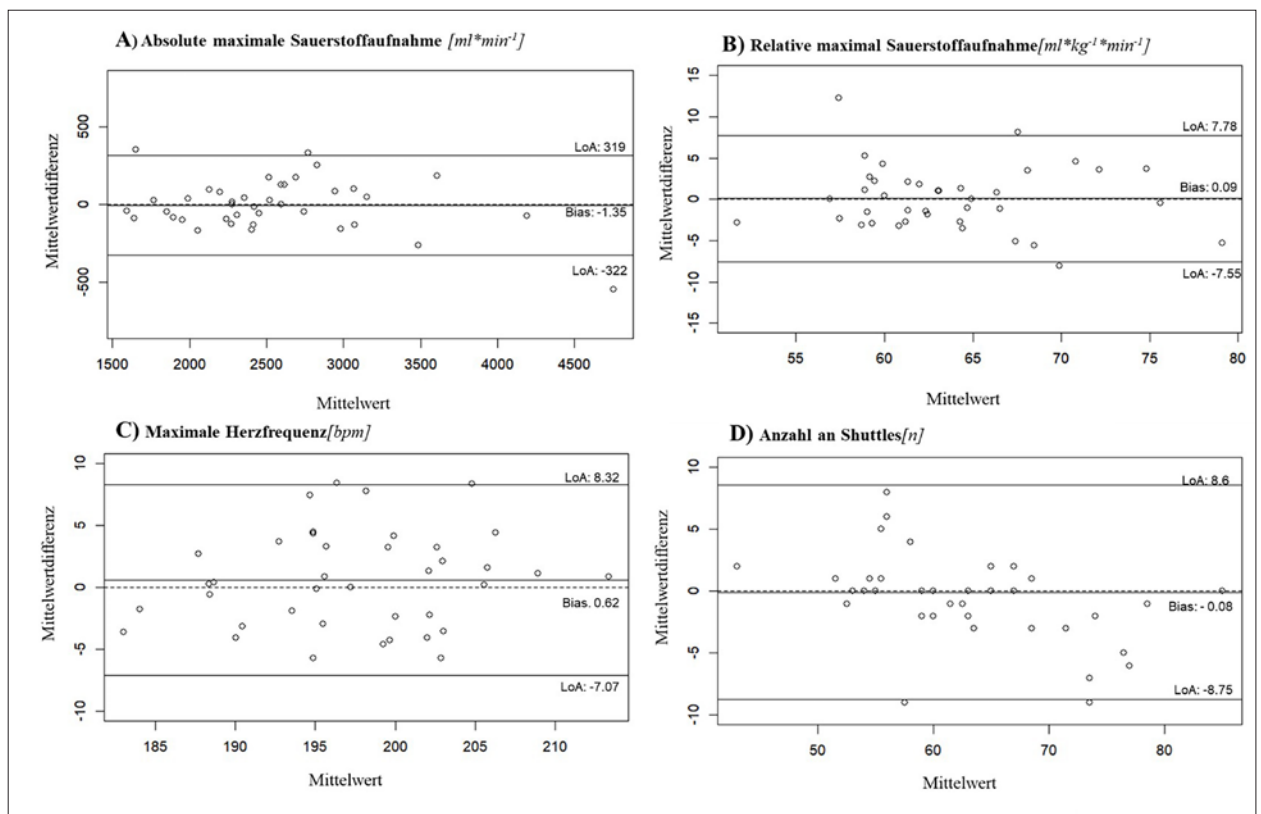 A) Absolute maximale Sauerstoffaufnahme [ml*min-1]
Mittelwertdifferenz
500
0
-500
LoA: 319
Bias: -1.35
LoA: -322
1500 2000 2500 3000 3500 4000 4500
Mittelwert
B) Relative maximal Sauerstoffaufnahme[ml*kg-1*min-1]
Mittelwertdifferenz
15
10
5
0
-5
-10
-15
LoA: 7.78
Bias: 0.09
LoA: -7.55
55 60 65 70 75 80
Mittelwert
C) Maximale Herzfrequenz[bpm]
Mittelwertdifferenz
10
5
0
-5
-10
LoA: 8.32
Bias. 0.62
LoA: -7.07
185 190 195 200 205 210
Mittelwert
D) Anzahl an Shuttles[n]
Mittelwertdifferenz
10
5
0
-5
-10
LoA: 8.6
Bias: - 0.08
LoA: -8.75
50 60 70 80
Mittelwert